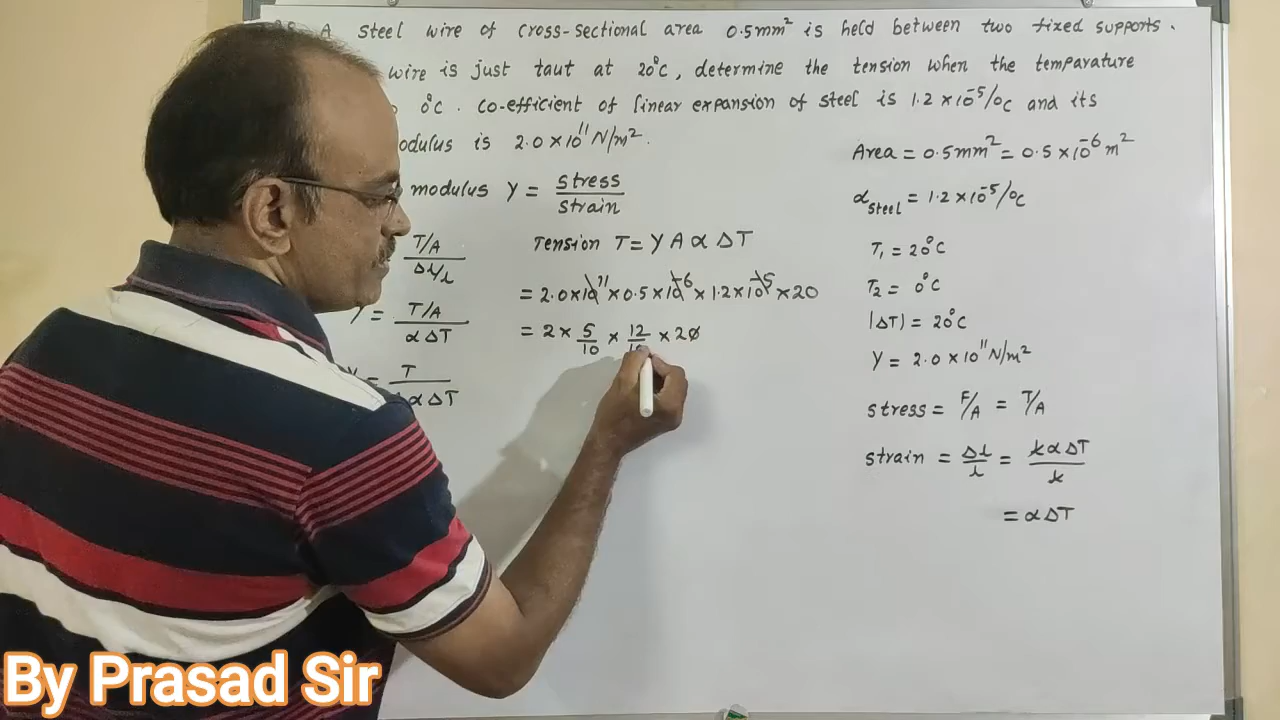 A steel wire of cross-sectional area 0.5mm² is held between two fixed supports.
wire is just taut at 20°C, determine the tension when the temparature
0°C. co-efficient of linear expansion of steel is 1.2 × 10⁻⁵/°C and its
odulus is 2.0 × 10¹¹ N/m².
Area = 0.5mm² = 0.5 × 10⁻⁶ m²
modulus Y = stress/strain
α steel = 1.2 × 10⁻⁵/°C
T/A / Δl/l
Tension T = Y A α ΔT
T₁ = 20°C
= 2.0 × 10¹¹ × 0.5 × 10⁻⁶ × 1.2 × 10⁻⁵ × 20
T₂ = 0°C
Y = T/A / α ΔT
= 2 × 5/10 × 12/10 × 20
|ΔT| = 20°C
Y = 2.0 × 10¹¹ N/m²
= T / α ΔT
stress = F/A = T/A
strain = Δl/l = lαΔT/l
= αΔT
By Prasad Sir